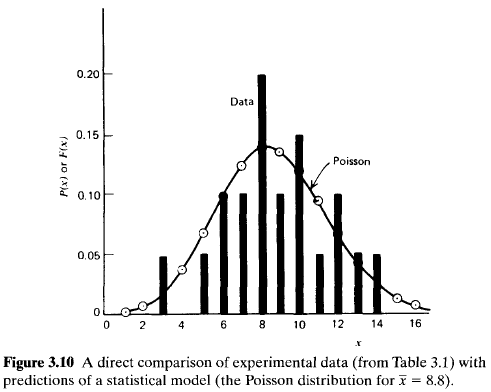 0.20
Data
0.15
Poisson
P(x) or F(x)
0.10
0.05
0
0 2 4 6 8 10 12 14 16
x
Figure 3.10 A direct comparison of experimental data (from Table 3.1) with
predictions of a statistical model (the Poisson distribution for x̄ = 8.8).